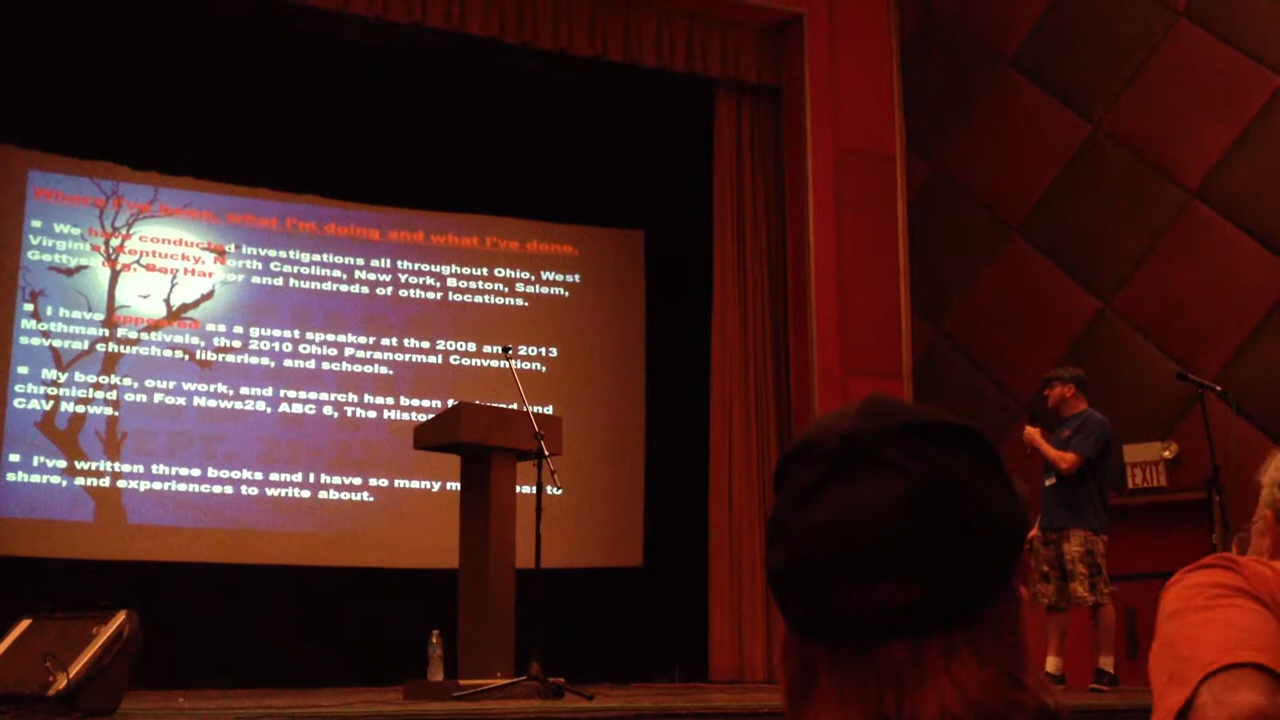 Where I've been, what I'm doing and what I've done.
▪ We have conducted investigations all throughout Ohio, West
Virginia, Kentucky, North Carolina, New York, Boston, Salem,
Gettysburg, Bar Harbor and hundreds of other locations.
▪ I have appeared as a guest speaker at the 2008 and 2013
Mothman Festivals, the 2010 Ohio Paranormal Convention,
several churches, libraries, and schools.
▪ My books, our work, and research has been featured and
chronicled on Fox News28, ABC 6, The
CAV News.
▪ I've written three books and I have so many to
share, and experiences to write about.
EXIT